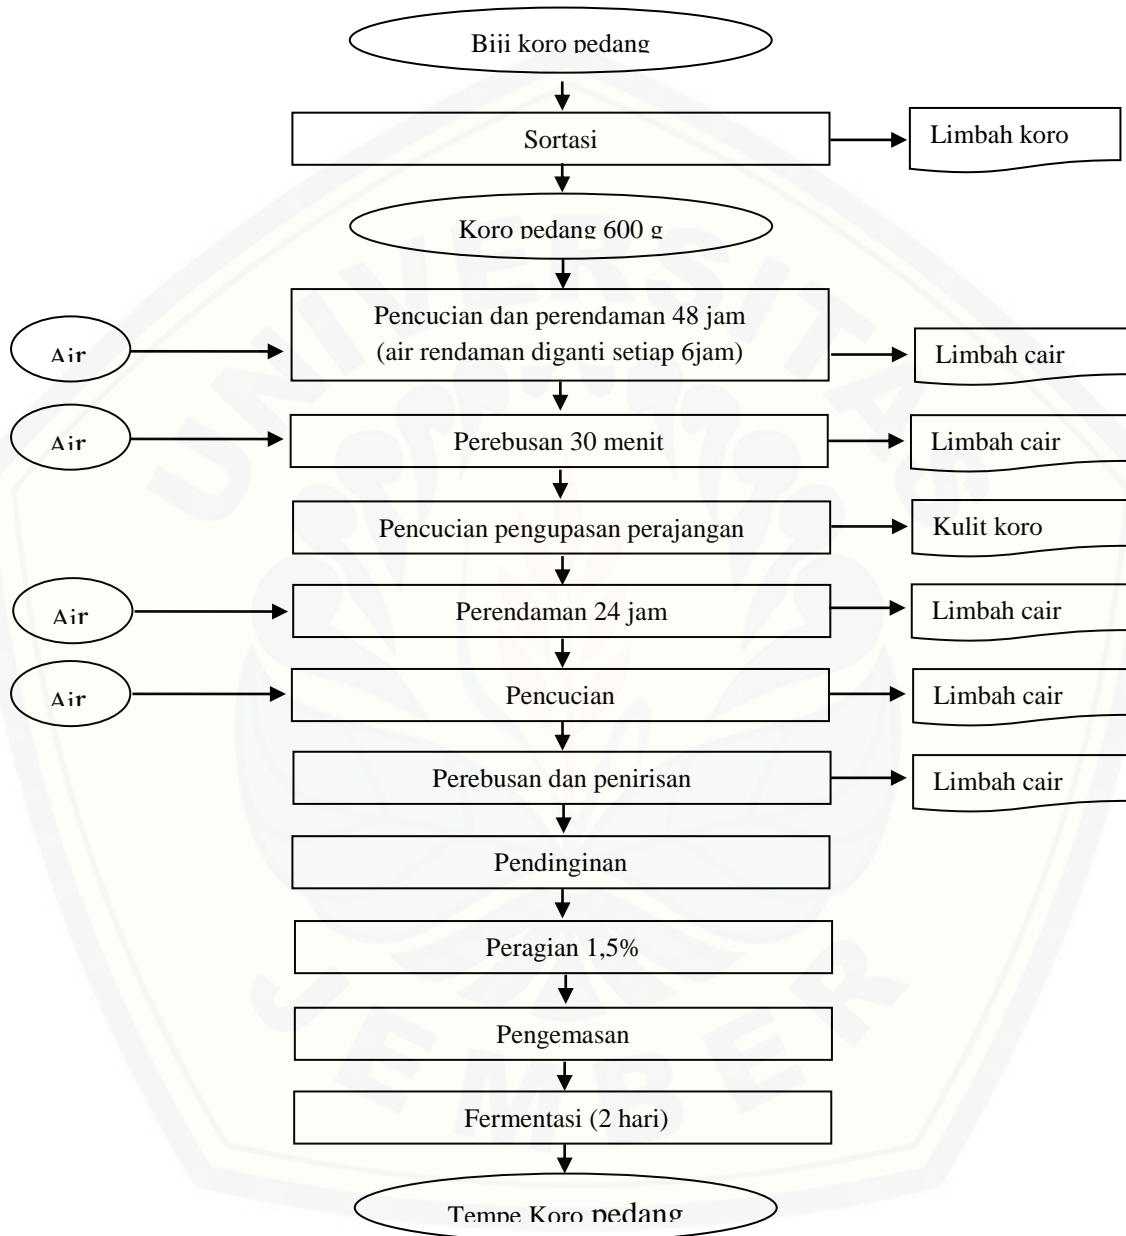 Biji koro pedang
Sortasi
Limbah koro
Koro pedang 600 g
Pencucian dan perendaman 48 jam
(air rendaman diganti setiap 6jam)
Air
Limbah cair
Air
Perebusan 30 menit
Limbah cair
Pencucian pengupasan perajangan
Kulit koro
Air
Perendaman 24 jam
Limbah cair
Air
Pencucian
Limbah cair
Perebusan dan penirisan
Limbah cair
Pendinginan
Peragian 1,5%
Pengemasan
Fermentasi (2 hari)
Tempe Koro pedang
UNIVERSITAS
JEMBER